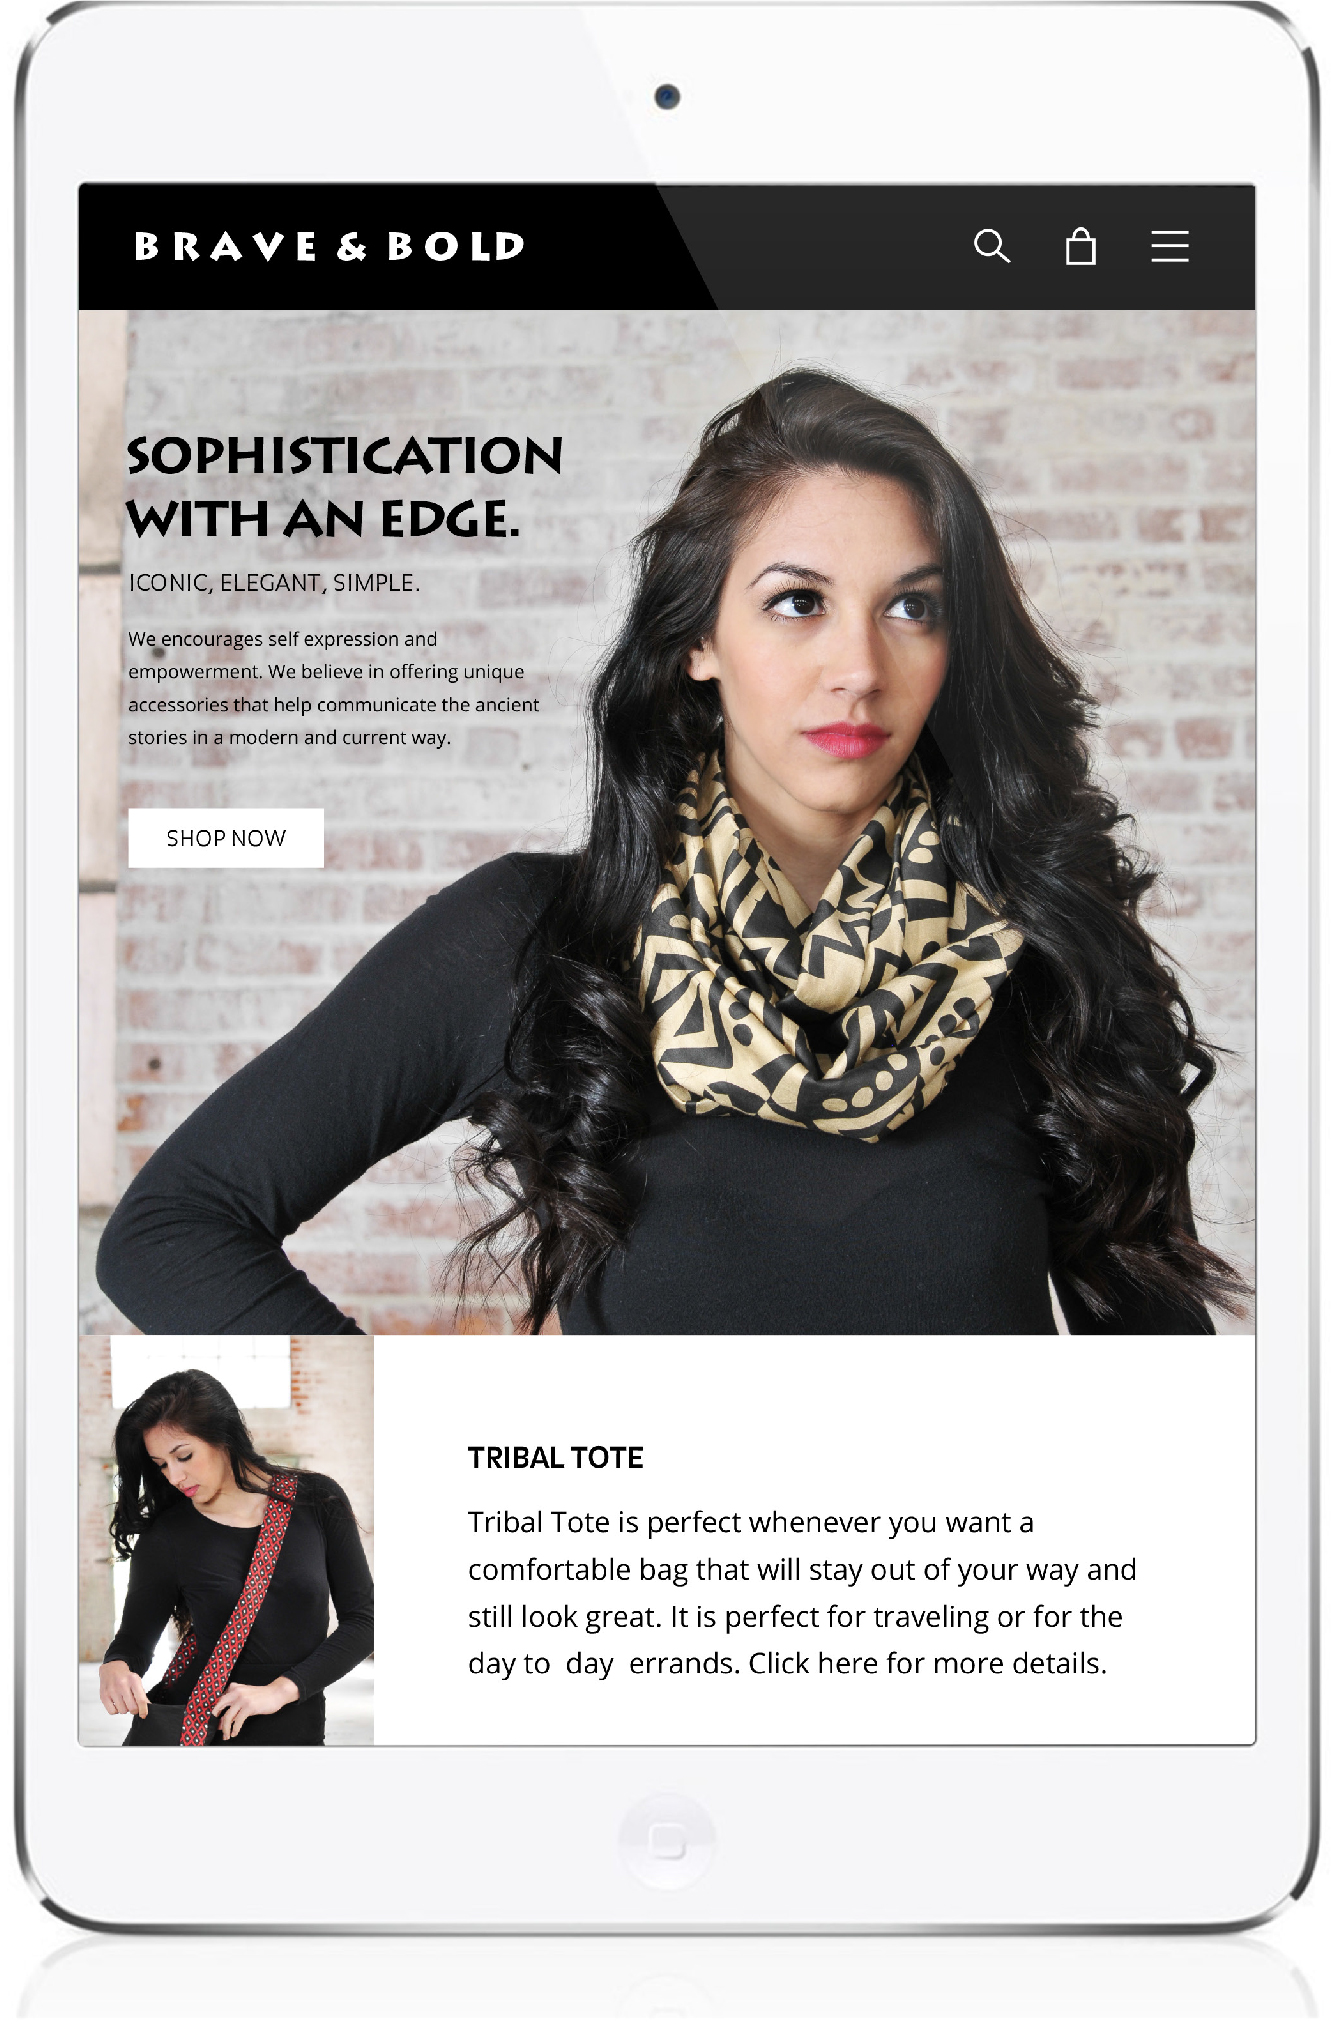 BRAVE & BOLD
SOPHISTICATION
WITH AN EDGE.
ICONIC, ELEGANT, SIMPLE.
We encourages self expression and
empowerment. We believe in offering unique
accessories that help communicate the ancient
stories in a modern and current way.
SHOP NOW
TRIBAL TOTE
Tribal Tote is perfect whenever you want a
comfortable bag that will stay out of your way and
still look great. It is perfect for traveling or for the
day to  day  errands. Click here for more details.